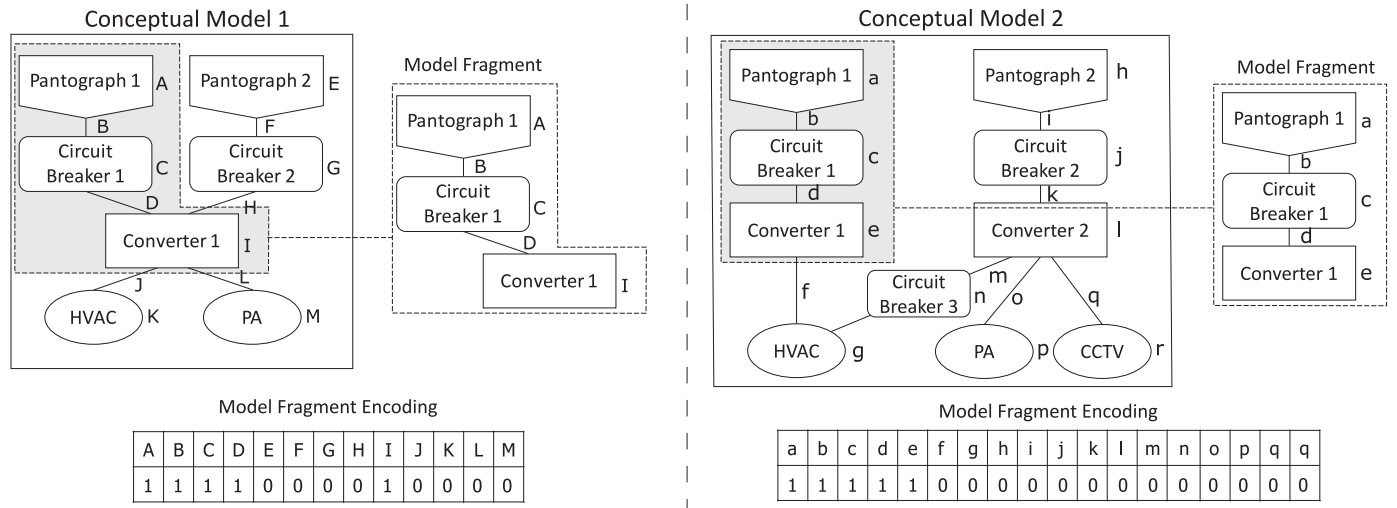 Conceptual Model 1
Pantograph 1 A
Pantograph 2 E
B
F
Circuit
Breaker 1 C
Circuit
Breaker 2 G
D
H
Converter 1 I
J
L
HVAC K
PA M
Model Fragment
Pantograph 1 A
B
Circuit
Breaker 1 C
D
Converter 1 I
Model Fragment Encoding
A B C D E F G H I J K L M
1 1 1 1 0 0 0 0 1 0 0 0 0
Conceptual Model 2
Pantograph 1 a
Pantograph 2 h
b
i
Circuit
Breaker 1 c
Circuit
Breaker 2 j
d
k
Converter 1 e
Converter 2 l
f
m
Circuit
Breaker 3 n
o
q
HVAC g
PA p
CCTV r
Model Fragment
Pantograph 1 a
b
Circuit
Breaker 1 c
d
Converter 1 e
Model Fragment Encoding
a b c d e f g h i j k l m n o p q q
1 1 1 1 1 0 0 0 0 0 0 0 0 0 0 0 0 0